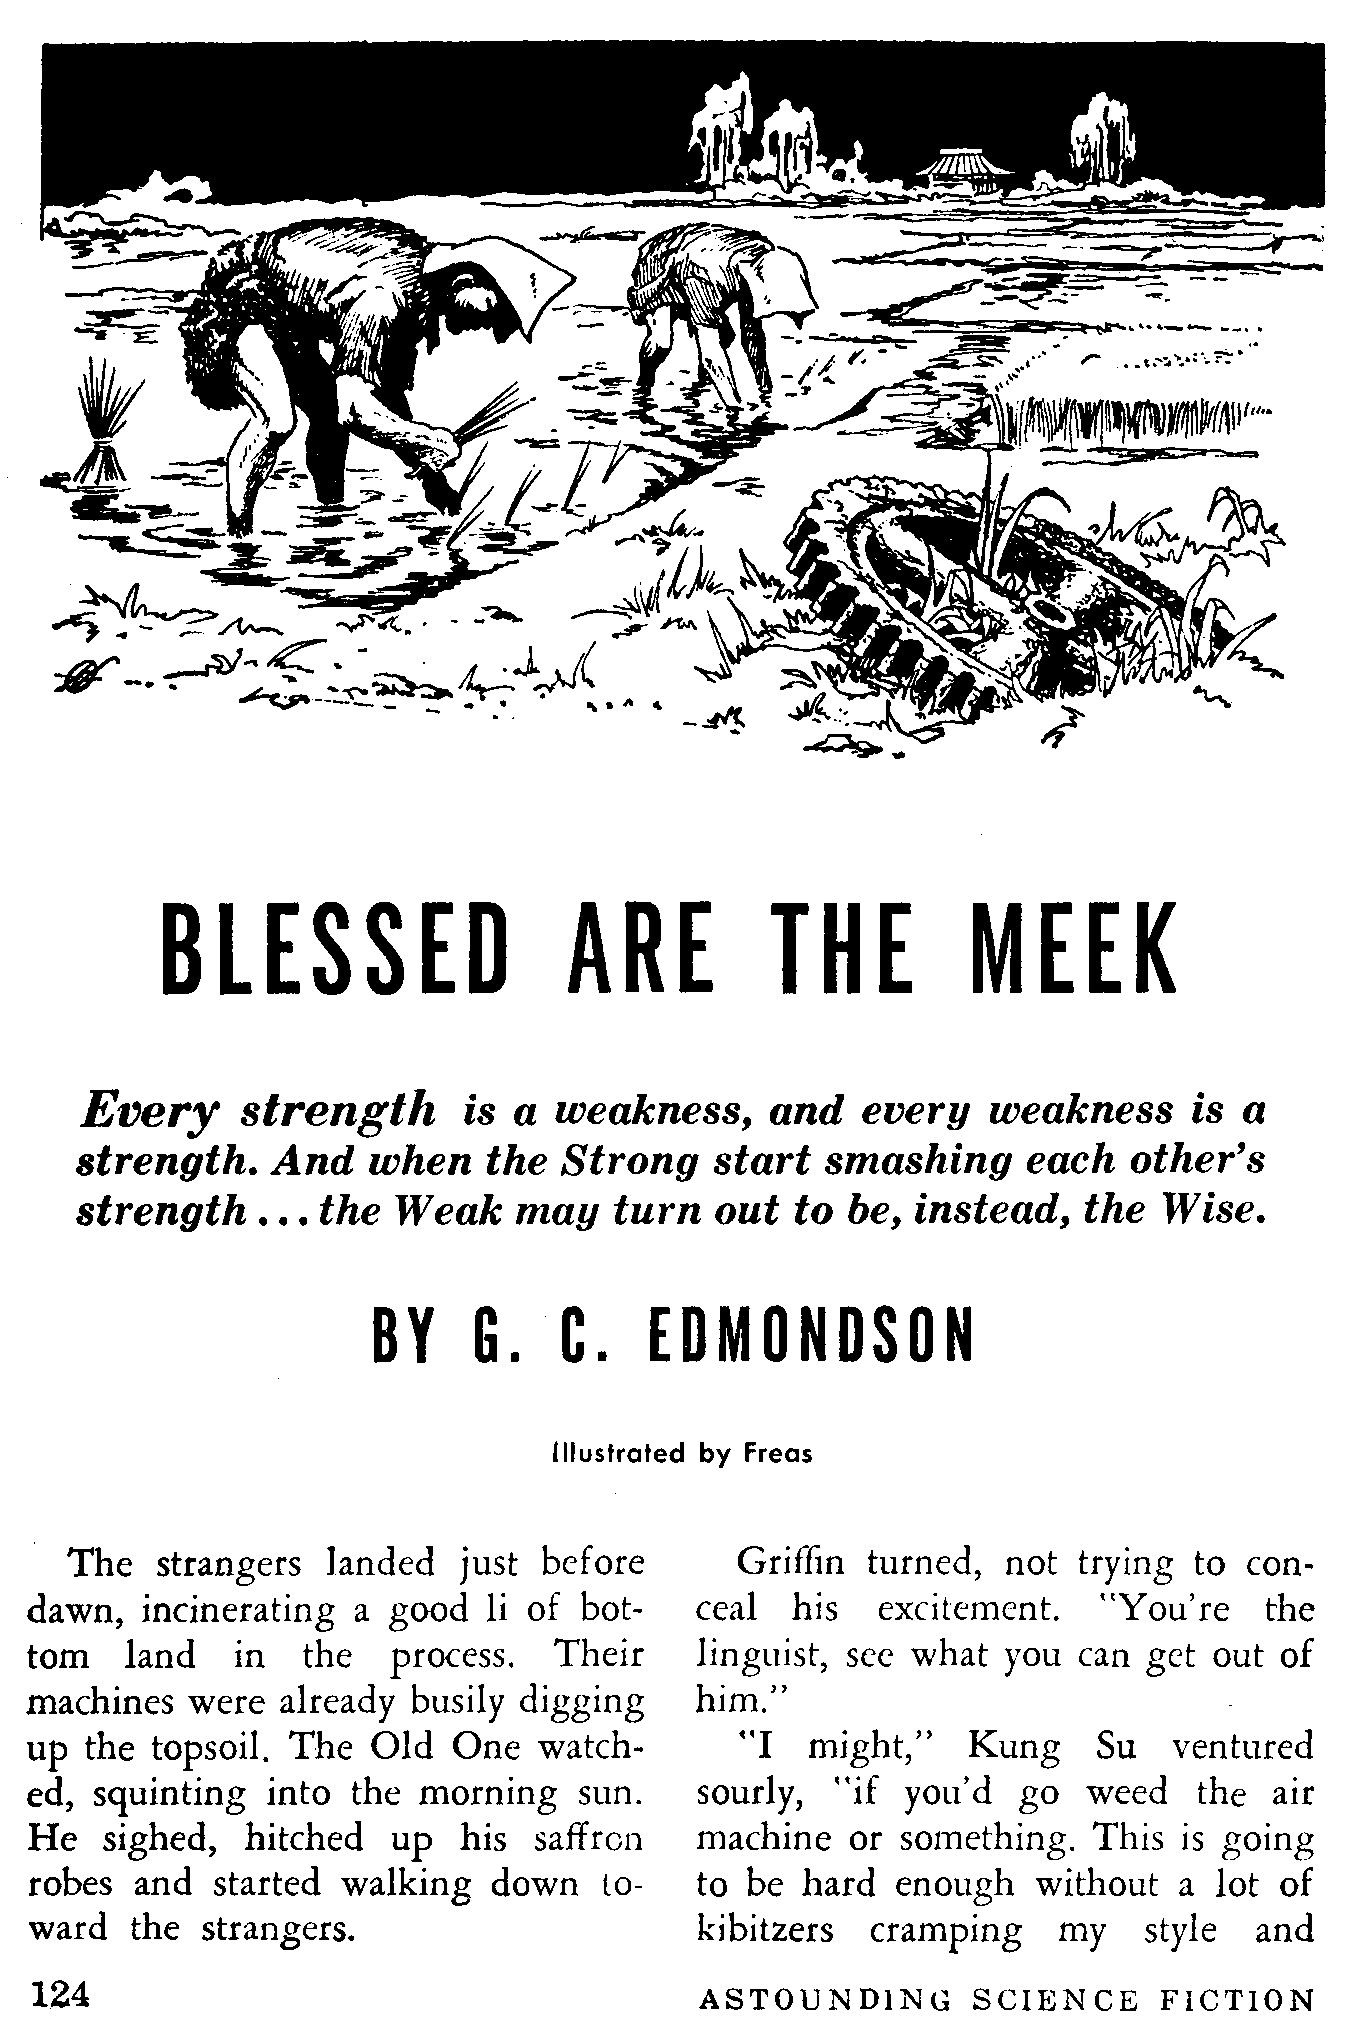 BLESSED ARE THE MEEK
Every strength is a weakness, and every weakness is a
strength. And when the Strong start smashing each other's
strength ... the Weak may turn out to be, instead, the Wise.
BY G. C. EDMONDSON
Illustrated by Freas
The strangers landed just before
dawn, incinerating a good li of bot-
tom land in the process. Their
machines were already busily digging
up the topsoil. The Old One watch-
ed, squinting into the morning sun.
He sighed, hitched up his saffron
robes and started walking down to-
ward the strangers.
Griffin turned, not trying to con-
ceal his excitement. "You're the
linguist, see what you can get out of
him."
"I might," Kung Su ventured
sourly, "if you'd go weed the air
machine or something. This is going
to be hard enough without a lot of
kibitzers cramping my style and
124
ASTOUNDING SCIENCE FICTION